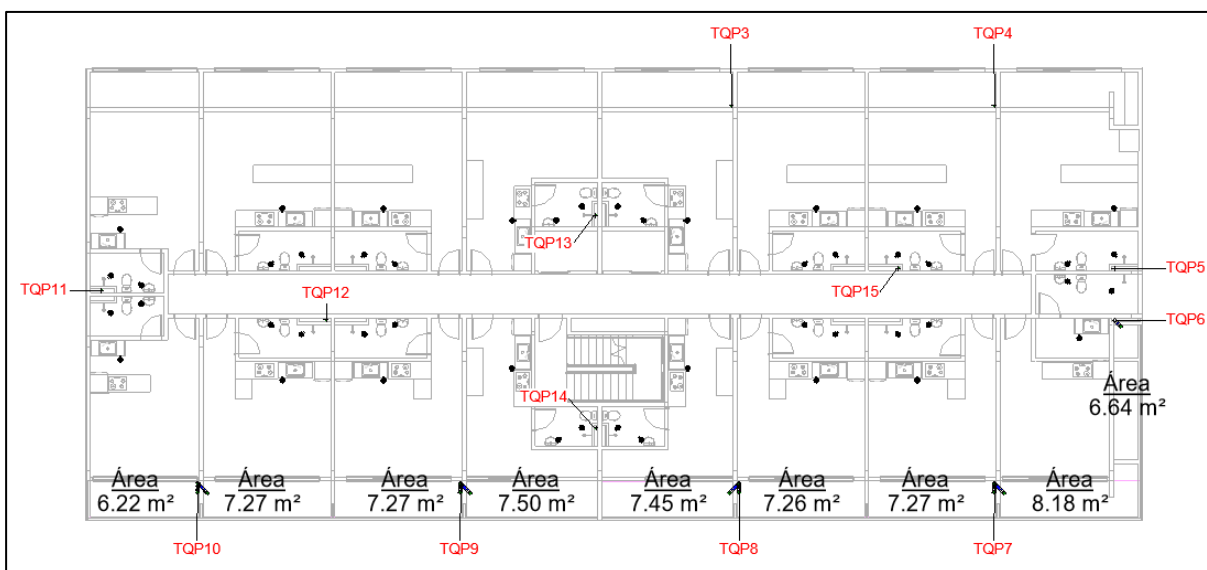 TQP3
TQP4
TQP13
TQP5
TQP11
TQP12
TQP15
TQP6
Área
6.64 m²
TQP14
Área
6.22 m²
Área
7.27 m²
Área
7.27 m²
Área
7.50 m²
Área
7.45 m²
Área
7.26 m²
Área
7.27 m²
Área
8.18 m²
TQP10
TQP9
TQP8
TQP7